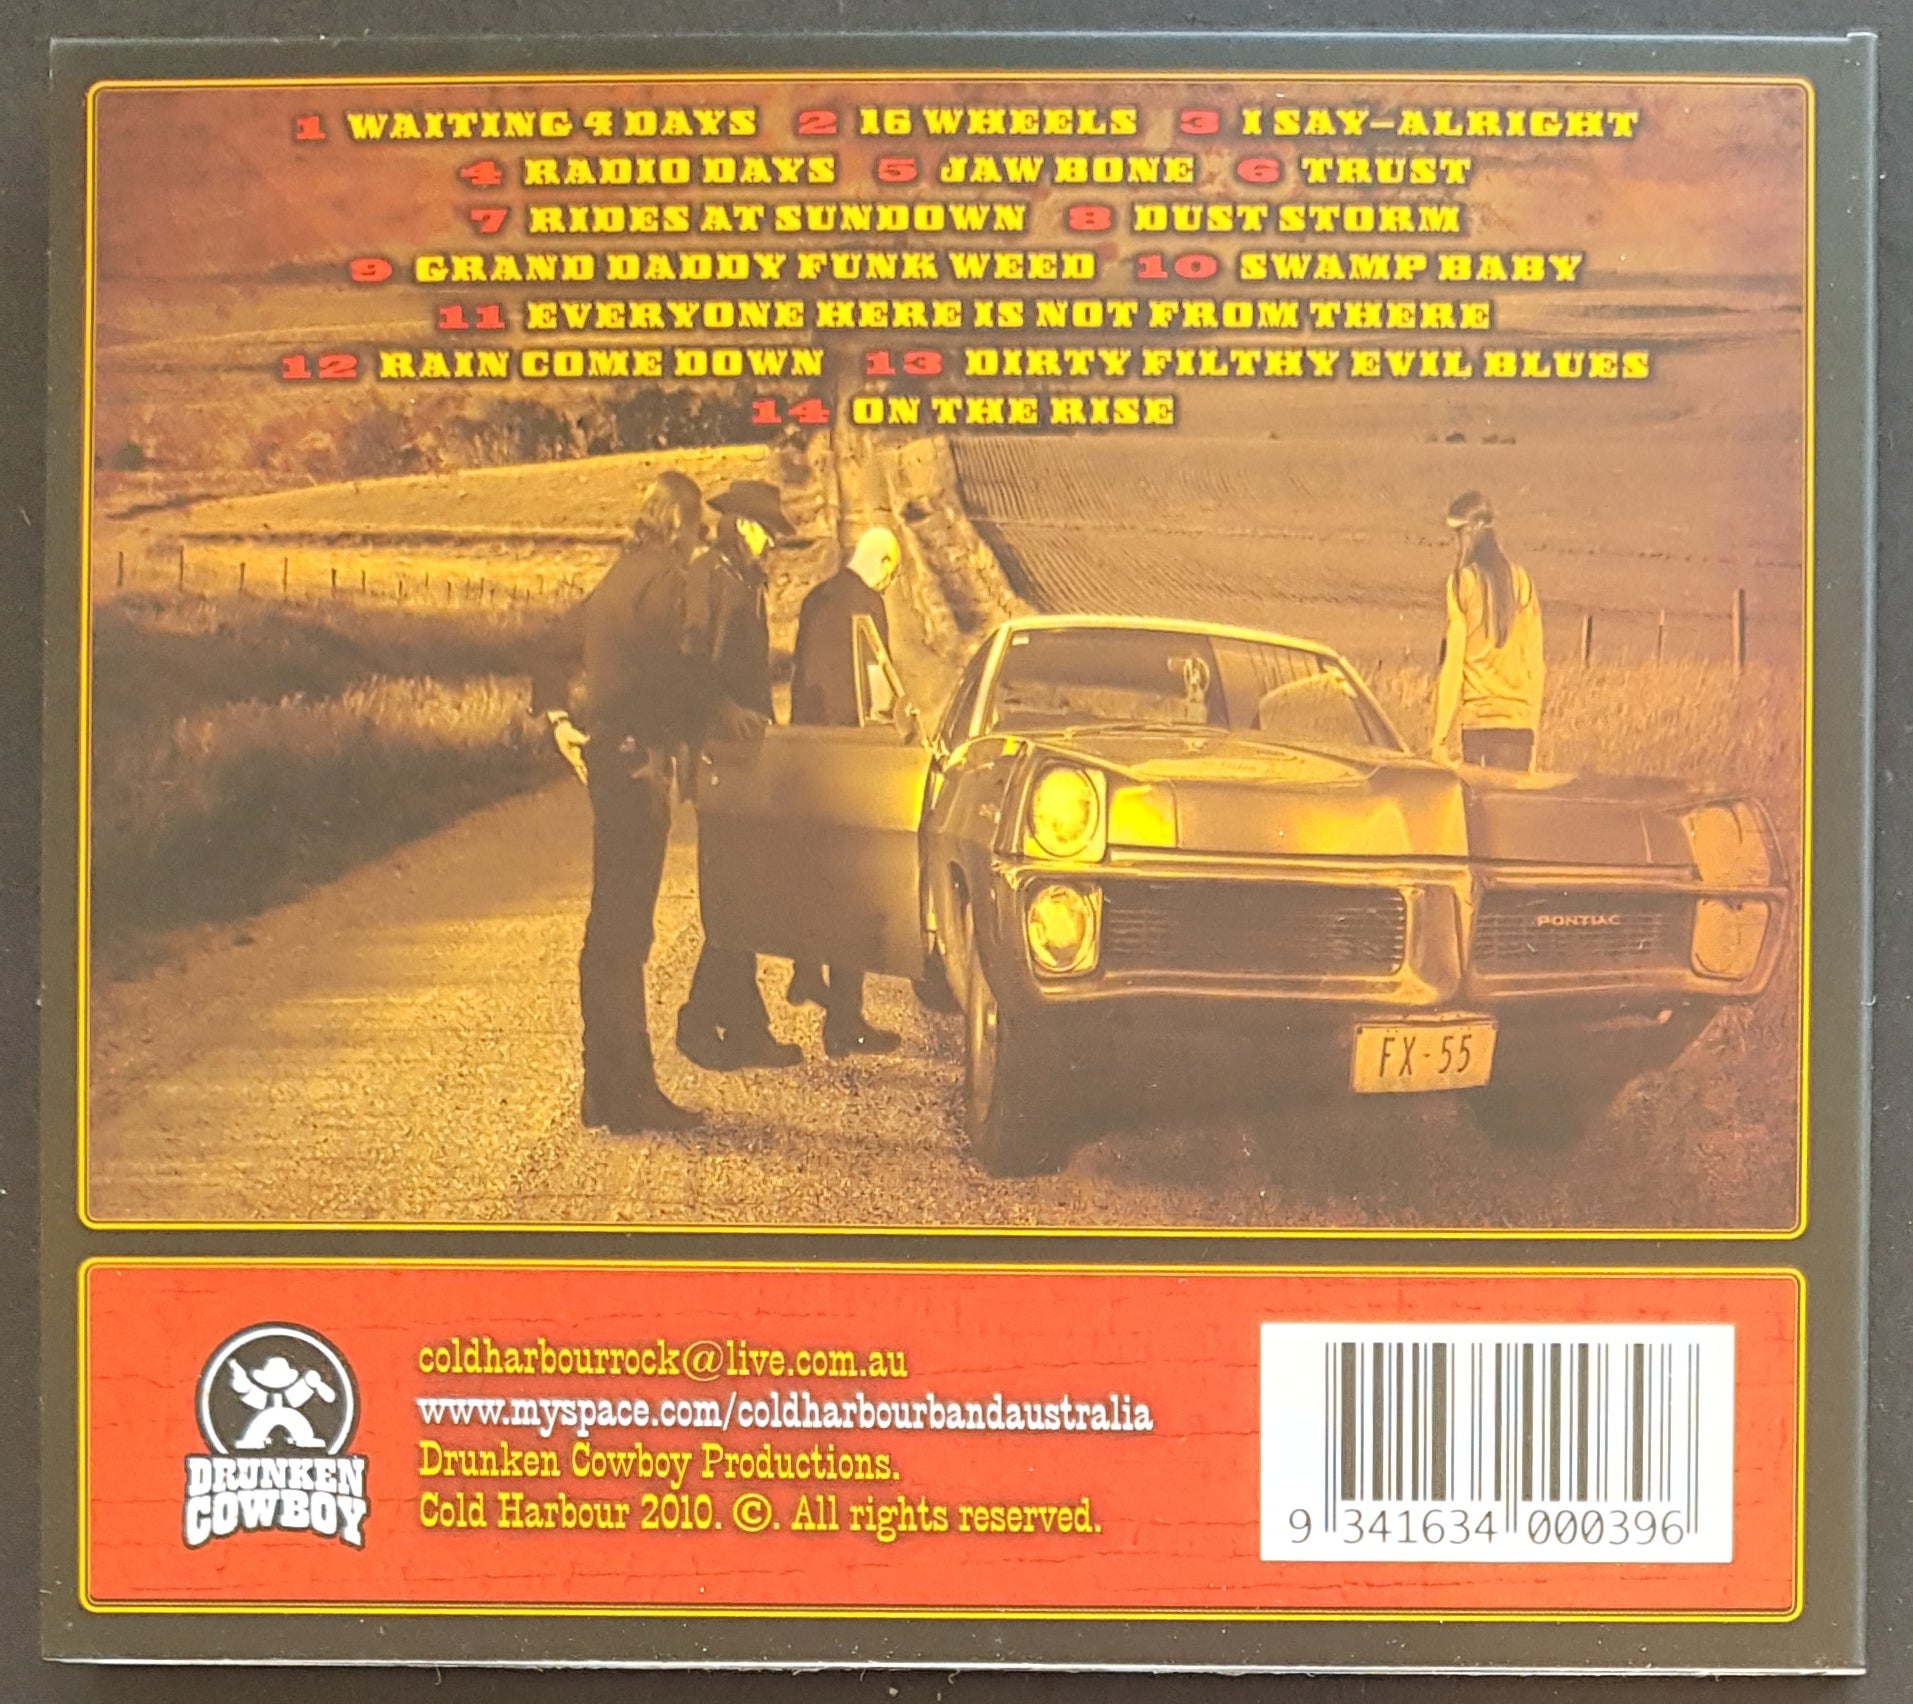 1 WAITING 4 DAYS 2 16 WHEELS 3 I SAY-ALRIGHT
4 RADIO DAYS 5 JAW BONE 6 TRUST
7 RIDES AT SUNDOWN 8 DUST STORM
9 GRAND DADDY FUNK WEED 10 SWAMP BABY
11 EVERYONE HERE IS NOT FROM THERE
12 RAIN COME DOWN 13 DIRTY FILTHY EVIL BLUES
14 ON THE RISE
PONTIAC
FX-55
DRUNKEN
COWBOY
coldharbourrock@live.com.au
www.myspace.com/coldharbourbandaustralia
Drunken Cowboy Productions.
Cold Harbour 2010. ©. All rights reserved.
9 341634 000396